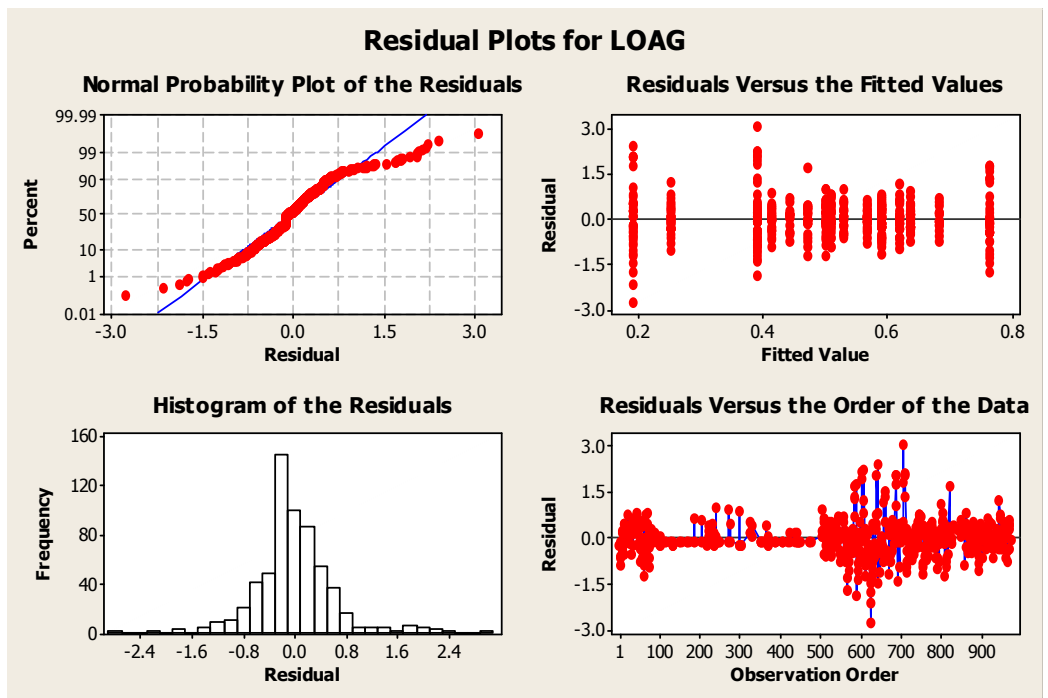 Residual Plots for LOAG
Normal Probability Plot of the Residuals
99.99
99
90
50
10
1
0.01
Percent
-3.0 -1.5 0.0 1.5 3.0
Residual
Residuals Versus the Fitted Values
3.0
1.5
0.0
-1.5
-3.0
Residual
0.2 0.4 0.6 0.8
Fitted Value
Histogram of the Residuals
160
120
80
40
0
Frequency
-2.4 -1.6 -0.8 0.0 0.8 1.6 2.4
Residual
Residuals Versus the Order of the Data
3.0
1.5
0.0
-1.5
-3.0
Residual
1 100 200 300 400 500 600 700 800 900
Observation Order